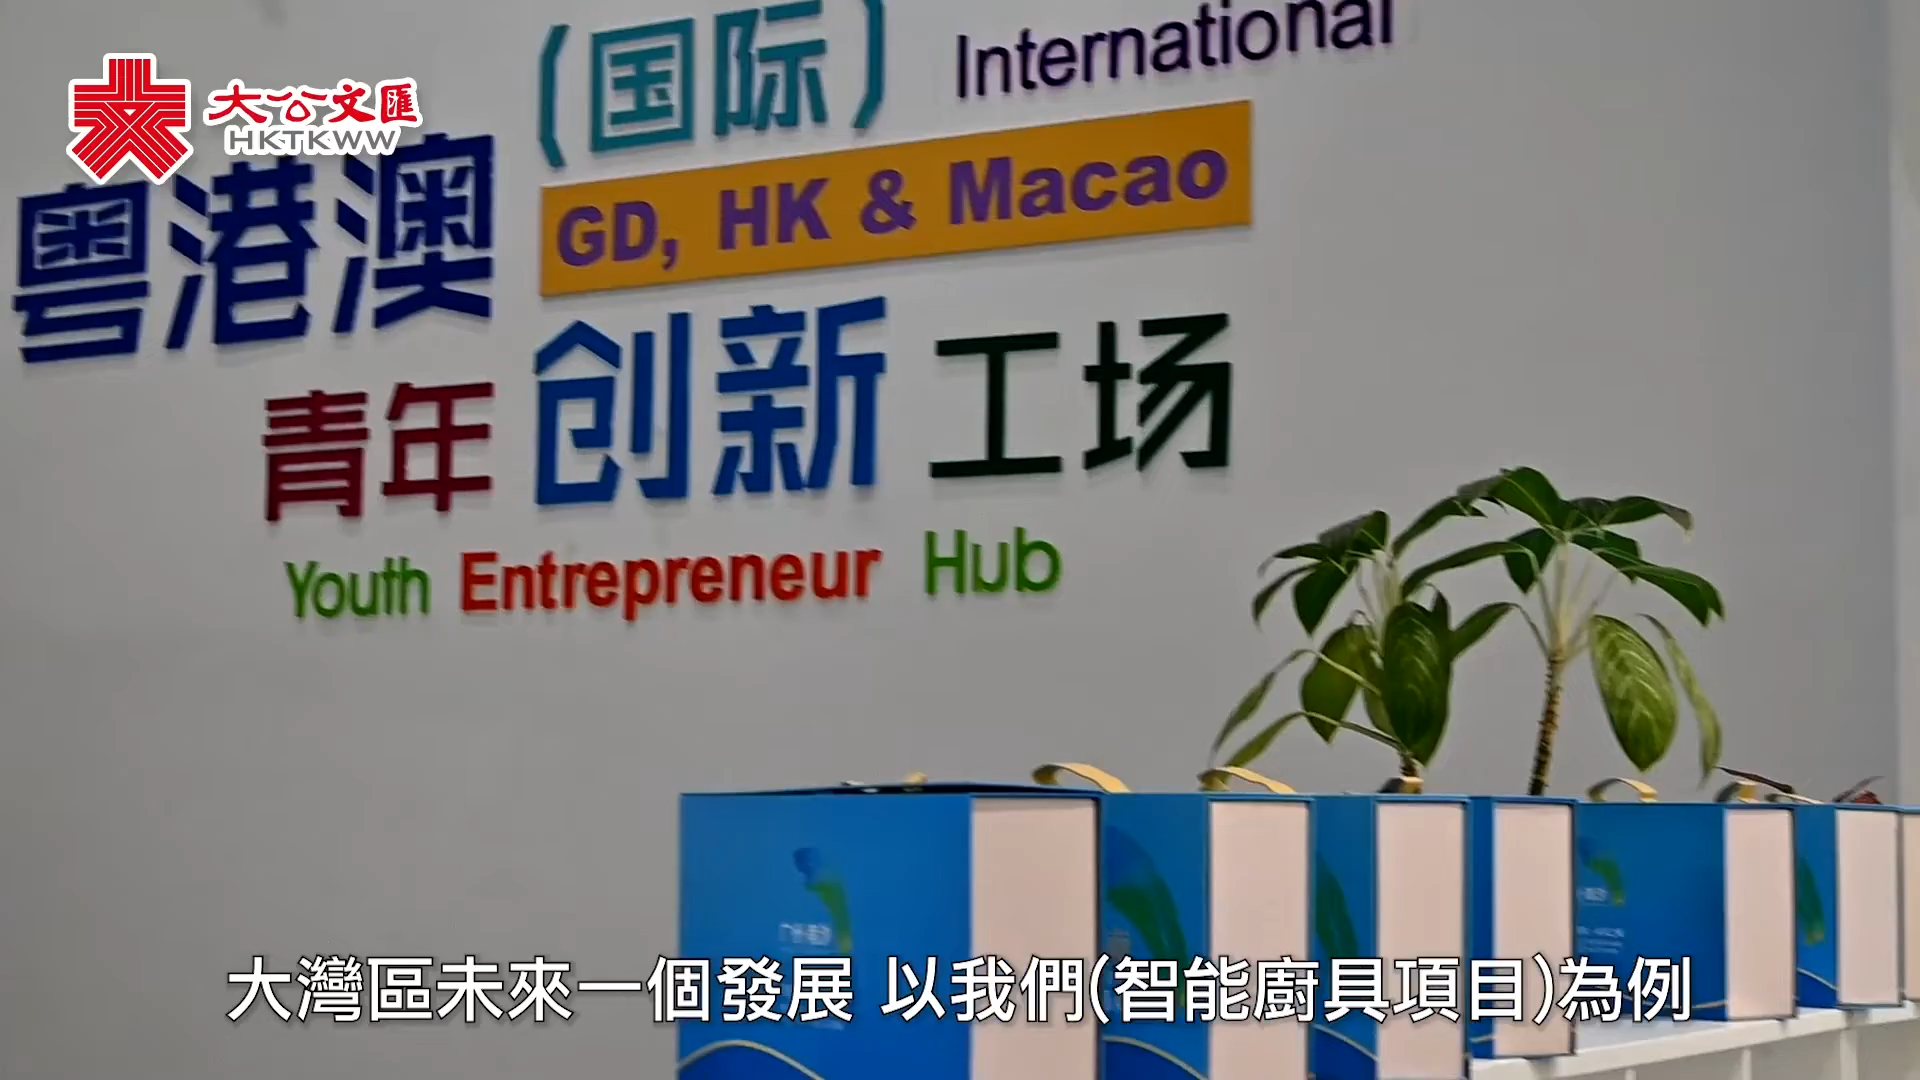 大公文匯
HKTKWW
(国际) International
粤港澳 GD, HK & Macao
青年创新工场
Youth Entrepreneur Hub
大灣區未來一個發展 以我們(智能廚具項目)為例